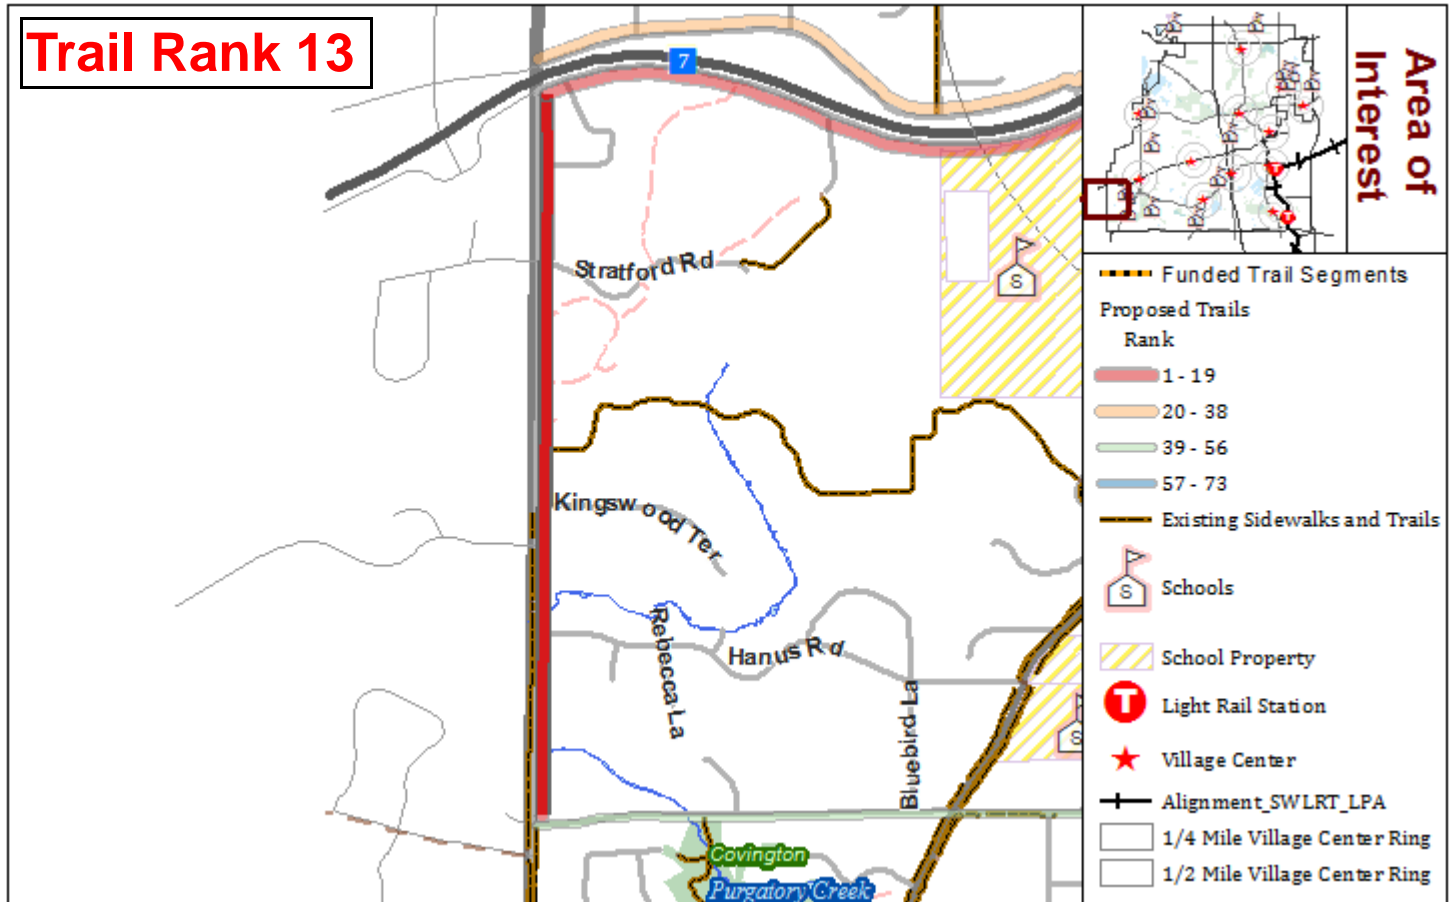 Trail Rank 13
7
Stratford Rd
S
Kingswood Ter
Rebecca La
Hanus Rd
Bluebird La
S
Covington
Purgatory Creek
Area of
Interest
T
T
Funded Trail Segments
Proposed Trails
Rank
1 - 19
20 - 38
39 - 56
57 - 73
Existing Sidewalks and Trails
S
Schools
School Property
T
Light Rail Station
Village Center
Alignment_SWLRT_LPA
1/4 Mile Village Center Ring
1/2 Mile Village Center Ring